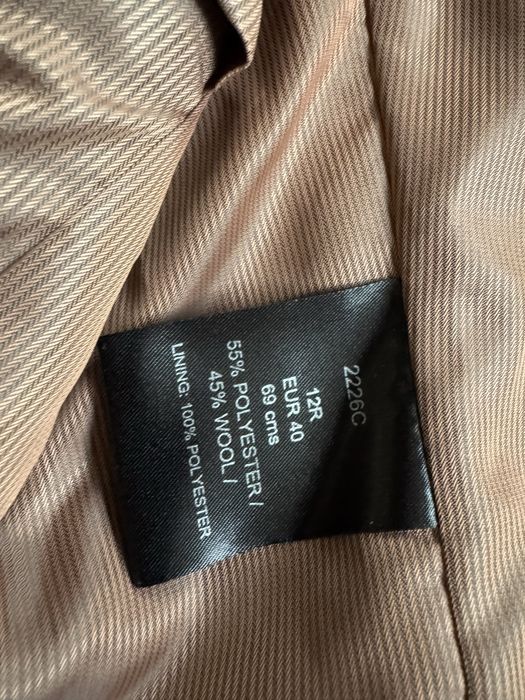 2226C
12R
EUR 40
69 cms
55% POLYESTER /
45% WOOL /
LINING: 100% POLYESTER